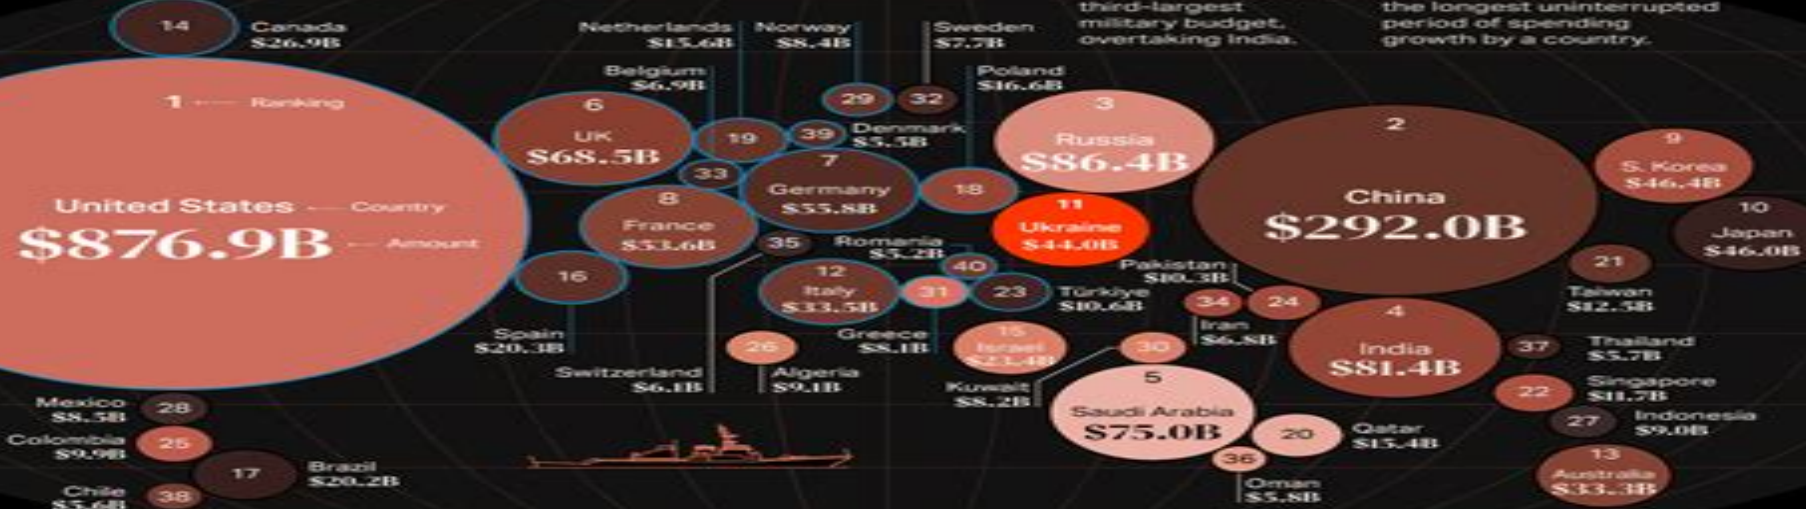 14
Canada
$26.9B
Netherlands
$15.6B
Norway
$8.4B
Sweden
$7.7B
third-largest
military budget,
overtaking India.
the longest uninterrupted
period of spending
growth by a country.
Belgium
$6.9B
Poland
$16.6B
1 Ranking
United States Country
$876.9B Amount
6
UK
$68.5B
19
39
29
32
Denmark
$5.5B
33
7
Germany
$55.8B
18
3
Russia
$86.4B
2
China
$292.0B
9
S. Korea
$46.4B
10
Japan
$46.0B
8
France
$53.6B
35
Romania
$5.2B
40
11
Ukraine
$44.0B
16
12
Italy
$33.5B
31
23
Türkiye
$10.6B
Pakistan
$10.3B
34
24
21
Taiwan
$12.5B
Spain
$20.3B
26
Greece
$8.1B
15
Israel
$23.4B
30
Iran
$6.8B
4
India
$81.4B
37
Thailand
$5.7B
Switzerland
$6.1B
Algeria
$9.1B
Kuwait
$8.2B
5
Saudi Arabia
$75.0B
22
Singapore
$11.7B
Mexico
$8.5B
28
Colombia
$9.9B
25
17
Brazil
$20.2B
Chile
$5.6B
38
20
Qatar
$15.4B
27
Indonesia
$9.0B
36
Oman
$5.8B
13
Australia
$33.3B